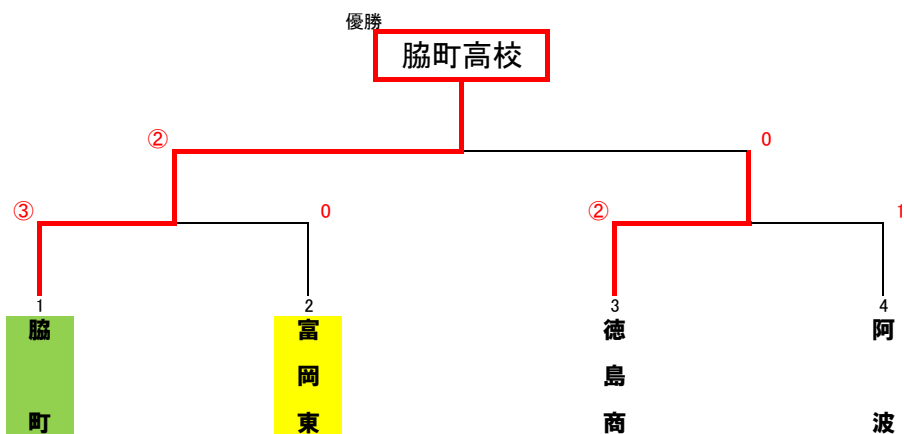 優勝
脇町高校
② 0
③ 0 ② 1
1 2 3 4
脇町 富岡東 徳島商 阿波